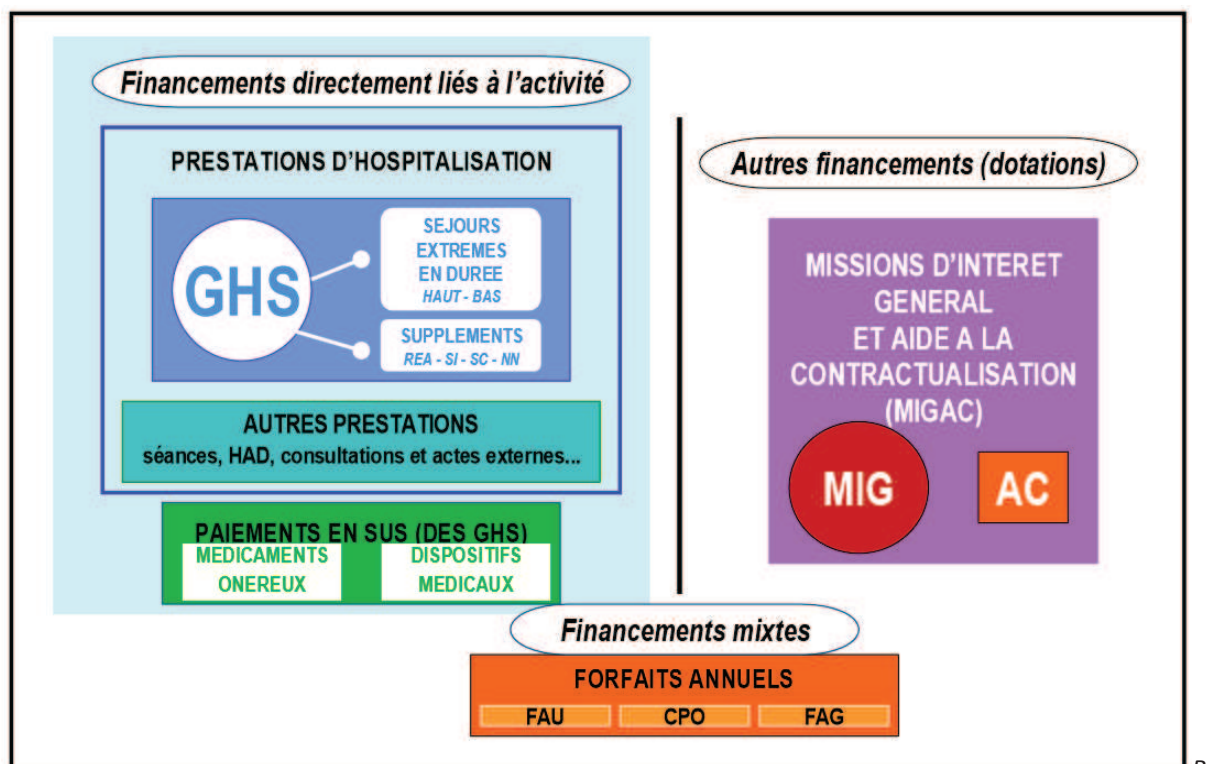 Financements directement liés à l'activité
PRESTATIONS D'HOSPITALISATION
GHS
SEJOURS
EXTREMES
EN DUREE
HAUT - BAS
SUPPLEMENTS
REA - SI - SC - NN
AUTRES PRESTATIONS
séances, HAD, consultations et actes externes...
PAIEMENTS EN SUS (DES GHS)
MEDICAMENTS
ONEREUX
DISPOSITIFS
MEDICAUX
Autres financements (dotations)
MISSIONS D'INTERET
GENERAL
ET AIDE A LA
CONTRACTUALISATION
(MIGAC)
MIG
AC
Financements mixtes
FORFAITS ANNUELS
FAU
CPO
FAG